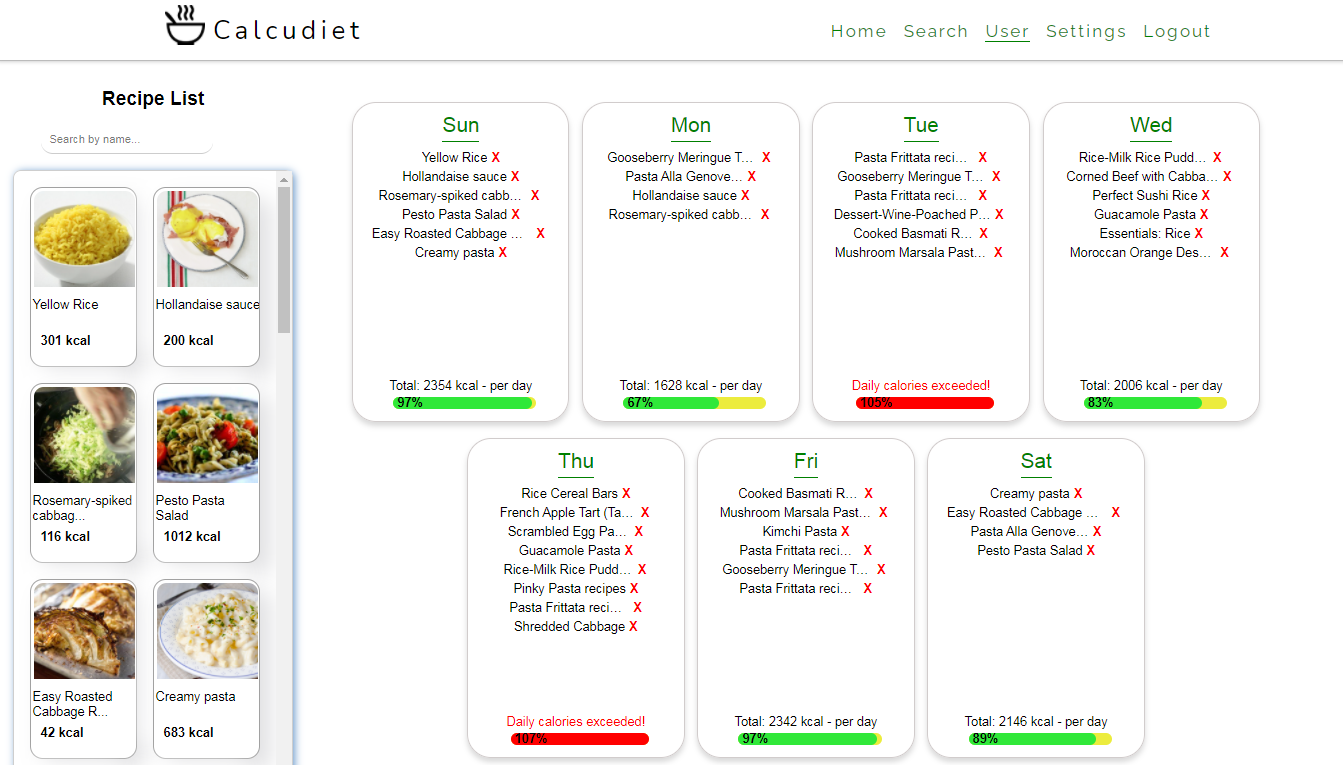 Calcudiet
Home Search User Settings Logout
Recipe List
Search by name...
Yellow Rice
301 kcal
Hollandaise sauce
200 kcal
Rosemary-spiked
cabbag...
116 kcal
Pesto Pasta
Salad
1012 kcal
Easy Roasted
Cabbage R...
42 kcal
Creamy pasta
683 kcal
Sun
Yellow Rice X
Hollandaise sauce X
Rosemary-spiked cabb... X
Pesto Pasta Salad X
Easy Roasted Cabbage ... X
Creamy pasta X
Total: 2354 kcal - per day
97%
Mon
Gooseberry Meringue T... X
Pasta Alla Genove... X
Hollandaise sauce X
Rosemary-spiked cabb... X
Total: 1628 kcal - per day
67%
Tue
Pasta Frittata reci... X
Gooseberry Meringue T... X
Pasta Frittata reci... X
Dessert-Wine-Poached P... X
Cooked Basmati R... X
Mushroom Marsala Past... X
Daily calories exceeded!
105%
Wed
Rice-Milk Rice Pudd... X
Corned Beef with Cabba... X
Perfect Sushi Rice X
Guacamole Pasta X
Essentials: Rice X
Moroccan Orange Des... X
Total: 2006 kcal - per day
83%
Thu
Rice Cereal Bars X
French Apple Tart (Ta... X
Scrambled Egg Pa... X
Guacamole Pasta X
Rice-Milk Rice Pudd... X
Pinky Pasta recipes X
Pasta Frittata reci... X
Shredded Cabbage X
Daily calories exceeded!
107%
Fri
Cooked Basmati R... X
Mushroom Marsala Past... X
Kimchi Pasta X
Pasta Frittata reci... X
Gooseberry Meringue T... X
Pasta Frittata reci... X
Total: 2342 kcal - per day
97%
Sat
Creamy pasta X
Easy Roasted Cabbage ... X
Pasta Alla Genove... X
Pesto Pasta Salad X
Total: 2146 kcal - per day
89%